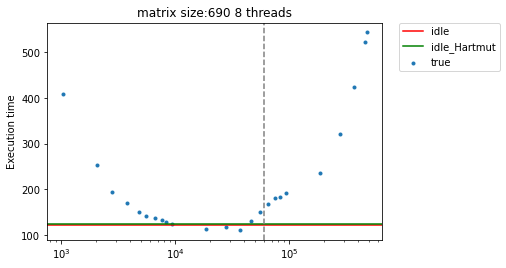 matrix size:690 8 threads
Execution time
500
400
300
200
100
10³
10⁴
10⁵
idle
idle_Hartmut
true